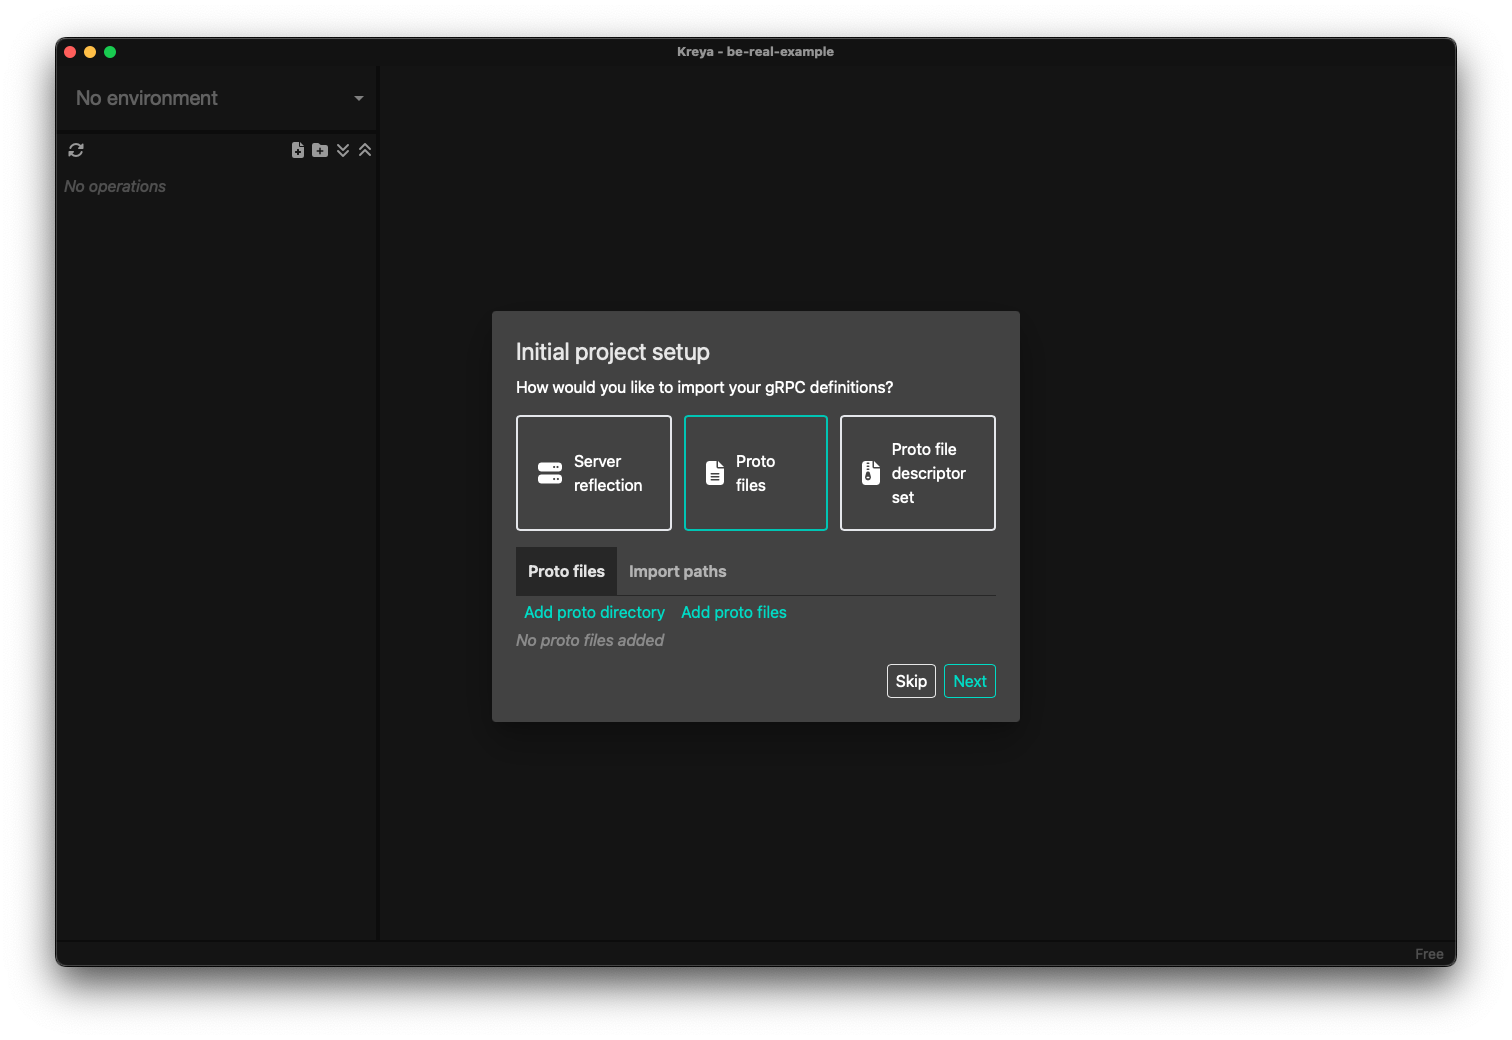 Kreya - be-real-example
No environment
No operations
Initial project setup
How would you like to import your gRPC definitions?
Server
reflection
Proto
files
Proto file
descriptor
set
Proto files Import paths
Add proto directory Add proto files
No proto files added
Skip Next
Free